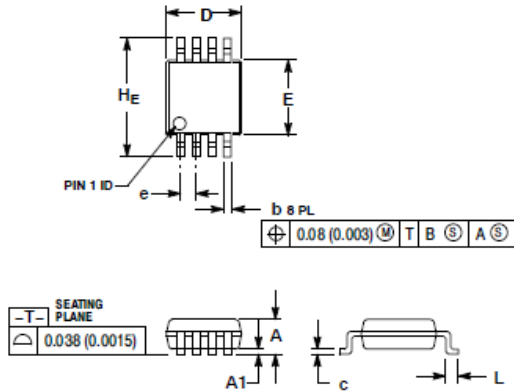 D
HE
E
PIN 1 ID
e
b 8 PL
⌖ 0.08 (0.003) Ⓜ T B Ⓢ A Ⓢ
-T- SEATING PLANE
⌓ 0.038 (0.0015)
A
A1
c
L